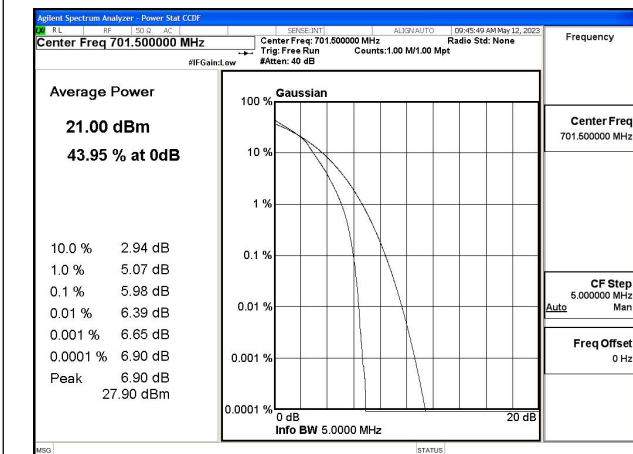 Agilent Spectrum Analyzer - Power Stat CCDF
RL RF 50 Ω AC SENSE:INT ALIGN AUTO 09:45:49 AM May 12, 2023
Center Freq 701.500000 MHz
Center Freq: 701.500000 MHz Radio Std: None
Trig: Free Run Counts:1.00 M/1.00 Mpt
#IFGain:Low #Atten: 40 dB
Frequency
Average Power
21.00 dBm
43.95 % at 0dB
10.0 % 2.94 dB
1.0 % 5.07 dB
0.1 % 5.98 dB
0.01 % 6.39 dB
0.001 % 6.65 dB
0.0001 % 6.90 dB
Peak 6.90 dB
27.90 dBm
Gaussian
100 %
10 %
1 %
0.1 %
0.01 %
0.001 %
0.0001 %
0 dB 20 dB
Info BW 5.0000 MHz
Center Freq
701.500000 MHz
CF Step
5.000000 MHz
Auto Man
Freq Offset
0 Hz
MSG STATUS